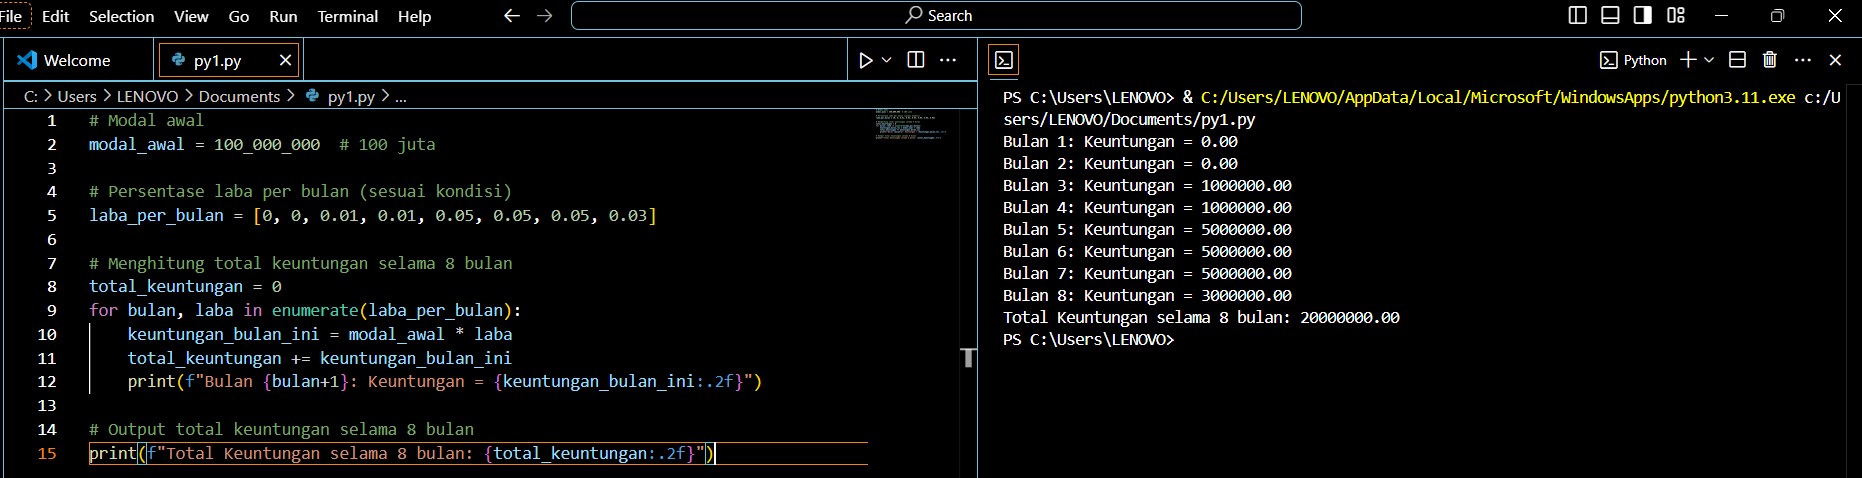 File Edit Selection View Go Run Terminal Help
Search
Welcome
py1.py
C: > Users > LENOVO > Documents > py1.py > ...
1 # Modal awal
2 modal_awal = 100_000_000  # 100 juta
3
4 # Persentase laba per bulan (sesuai kondisi)
5 laba_per_bulan = [0, 0, 0.01, 0.01, 0.05, 0.05, 0.05, 0.03]
6
7 # Menghitung total keuntungan selama 8 bulan
8 total_keuntungan = 0
9 for bulan, laba in enumerate(laba_per_bulan):
10     keuntungan_bulan_ini = modal_awal * laba
11     total_keuntungan += keuntungan_bulan_ini
12     print(f"Bulan {bulan+1}: Keuntungan = {keuntungan_bulan_ini:.2f}")
13
14 # Output total keuntungan selama 8 bulan
15 print(f"Total Keuntungan selama 8 bulan: {total_keuntungan:.2f}")
Python
PS C:\Users\LENOVO> & C:/Users/LENOVO/AppData/Local/Microsoft/WindowsApps/python3.11.exe c:/U
sers/LENOVO/Documents/py1.py
Bulan 1: Keuntungan = 0.00
Bulan 2: Keuntungan = 0.00
Bulan 3: Keuntungan = 1000000.00
Bulan 4: Keuntungan = 1000000.00
Bulan 5: Keuntungan = 5000000.00
Bulan 6: Keuntungan = 5000000.00
Bulan 7: Keuntungan = 5000000.00
Bulan 8: Keuntungan = 3000000.00
Total Keuntungan selama 8 bulan: 20000000.00
PS C:\Users\LENOVO>